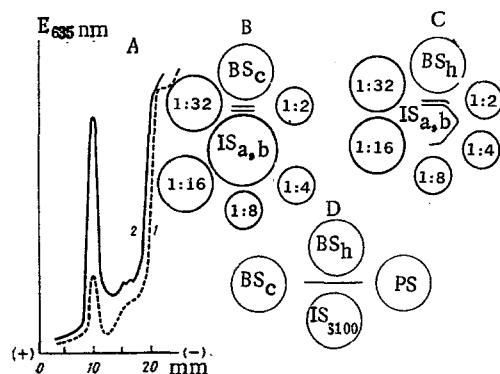 E635 nm
A
2
1
(+) 0 10 20 (-)
mm
B
BSc
1:32
1:2
ISa,b
1:16
1:4
1:8
C
BSh
1:32
1:2
ISa,b
1:16
1:4
1:8
D
BSh
BSc
PS
IS3100